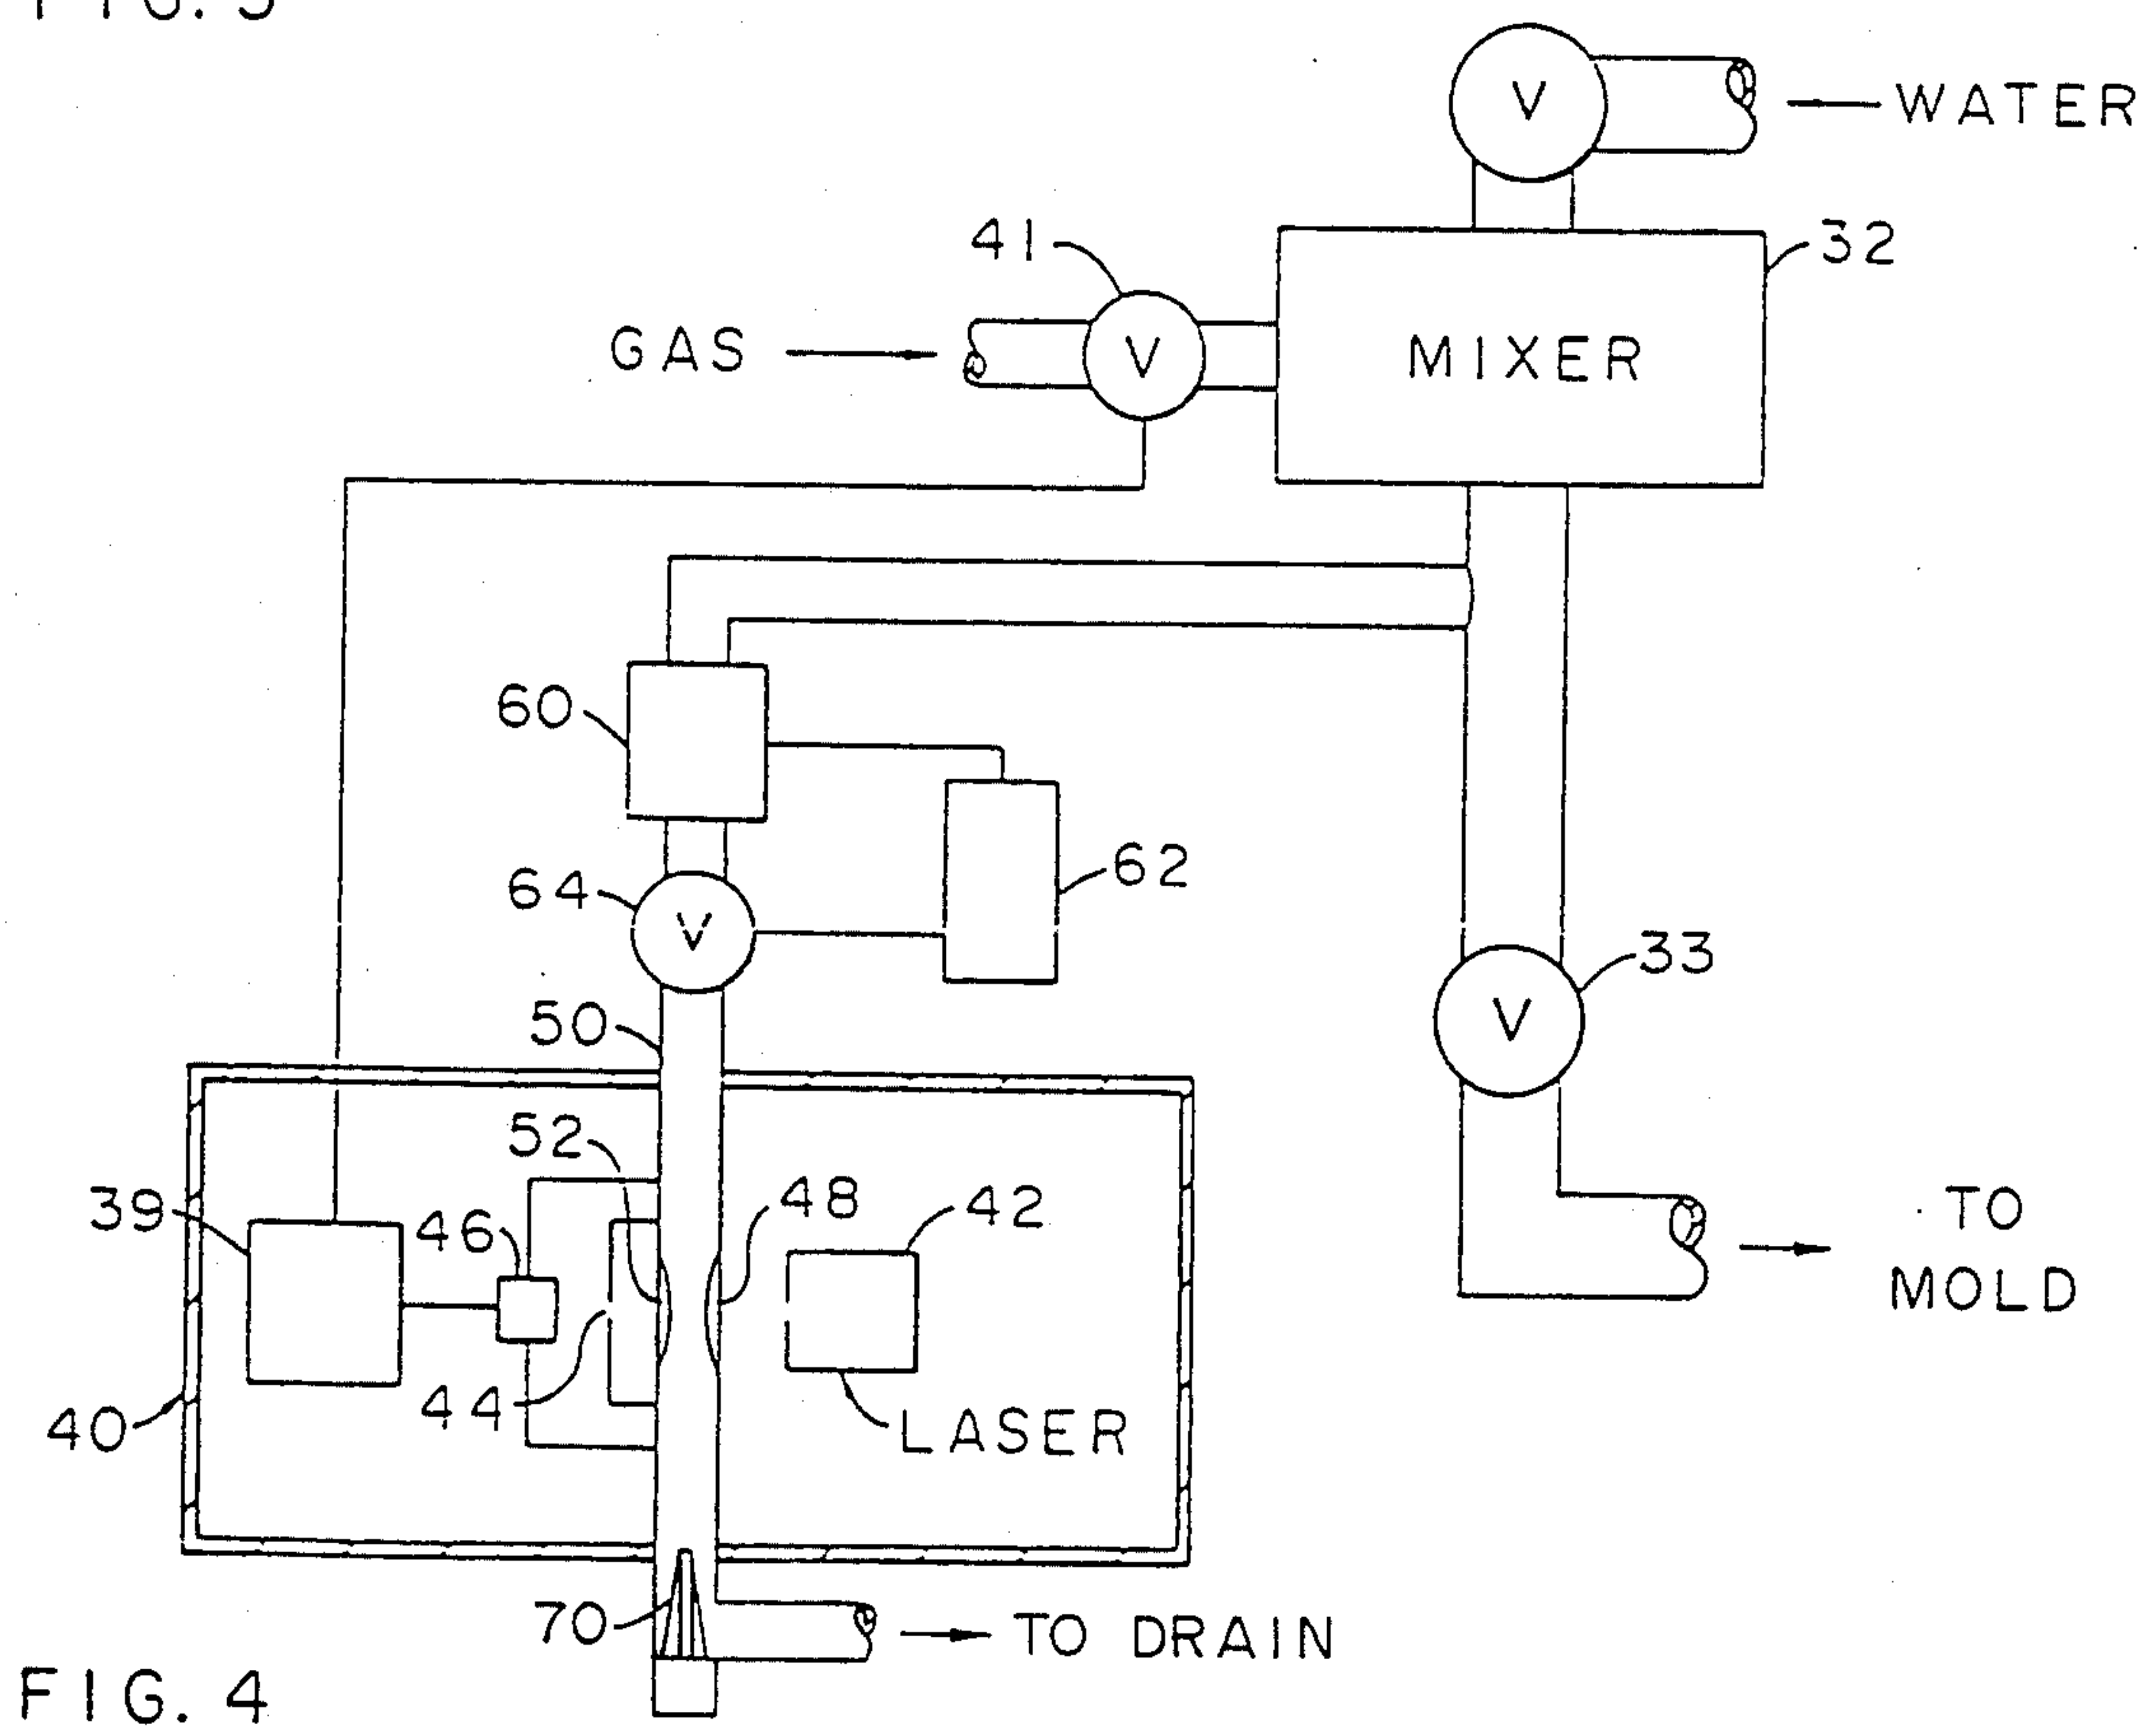 V
WATER
41
32
GAS
V
MIXER
60
62
64
V
33
50
V
52
39
48
42
46
TO
MOLD
44
40
LASER
70
TO DRAIN
FIG. 4